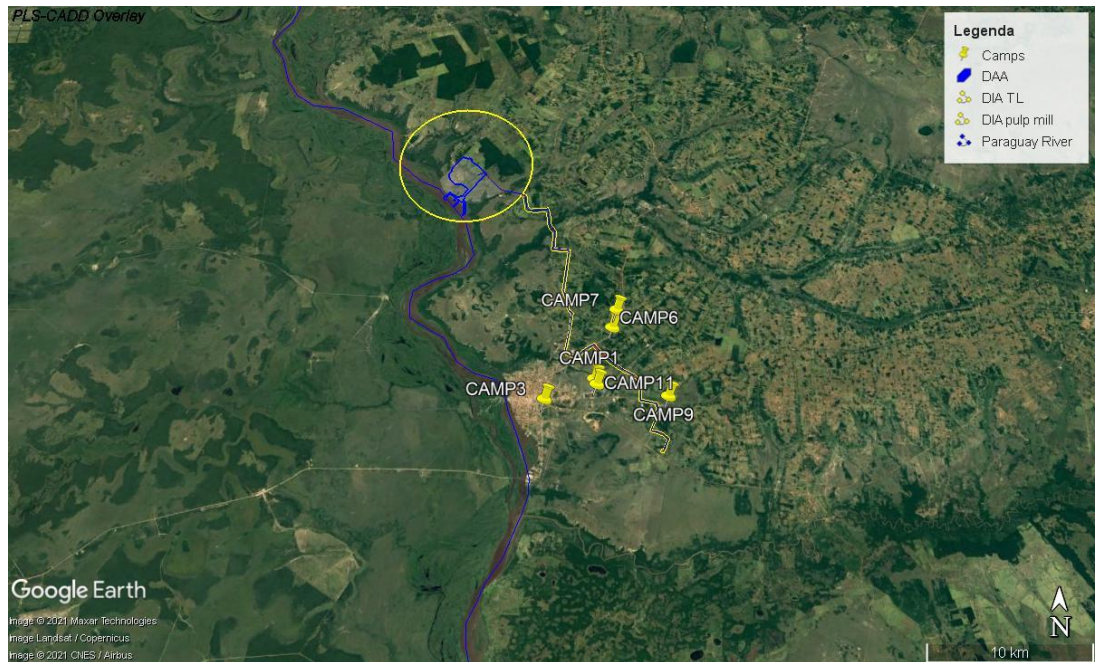 PLS-CADD Overlay
Legenda
Camps
DAA
DIA TL
DIA pulp mill
Paraguay River
CAMP7
CAMP6
CAMP1
CAMP11
CAMP3
CAMP9
Google Earth
Image © 2021 Maxar Technologies
Image Landsat / Copernicus
Image © 2021 CNES / Airbus
N
10 km